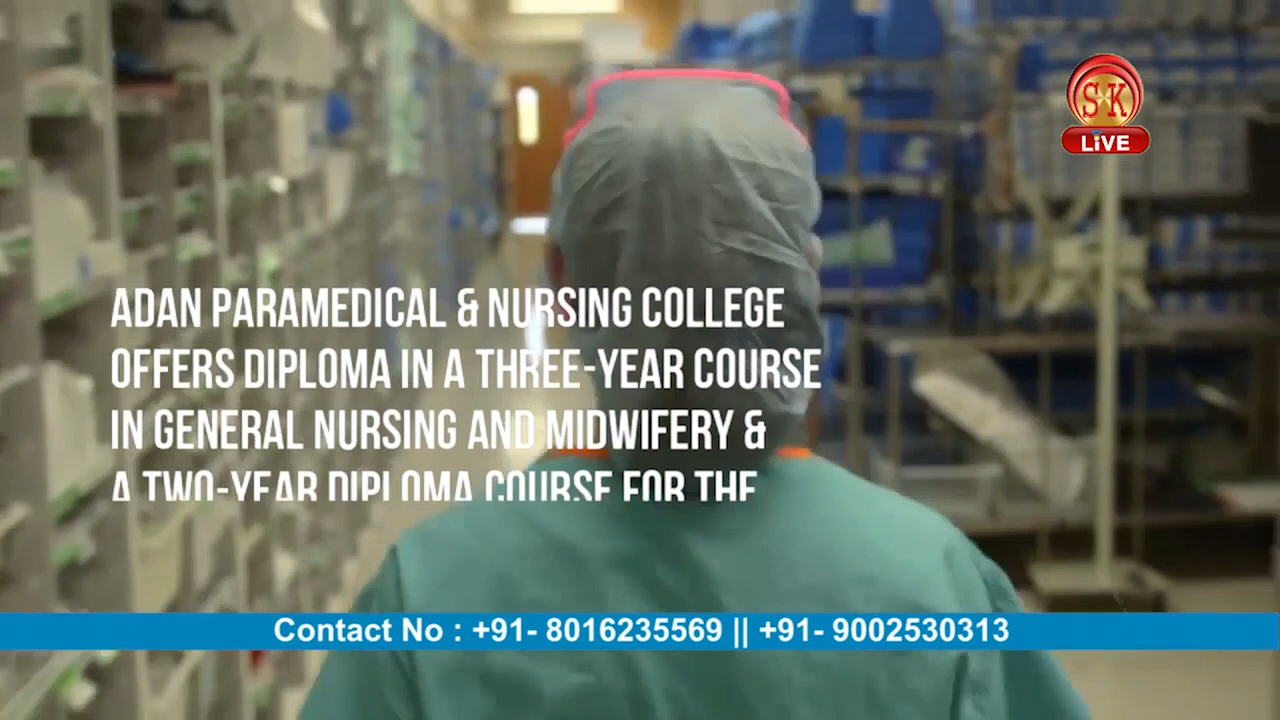 S K
LiVE
ADAN PARAMEDICAL & NURSING COLLEGE
OFFERS DIPLOMA IN A THREE-YEAR COURSE
IN GENERAL NURSING AND MIDWIFERY &
A TWO-YEAR DIPLOMA COURSE FOR THE
Contact No : +91- 8016235569 || +91- 9002530313